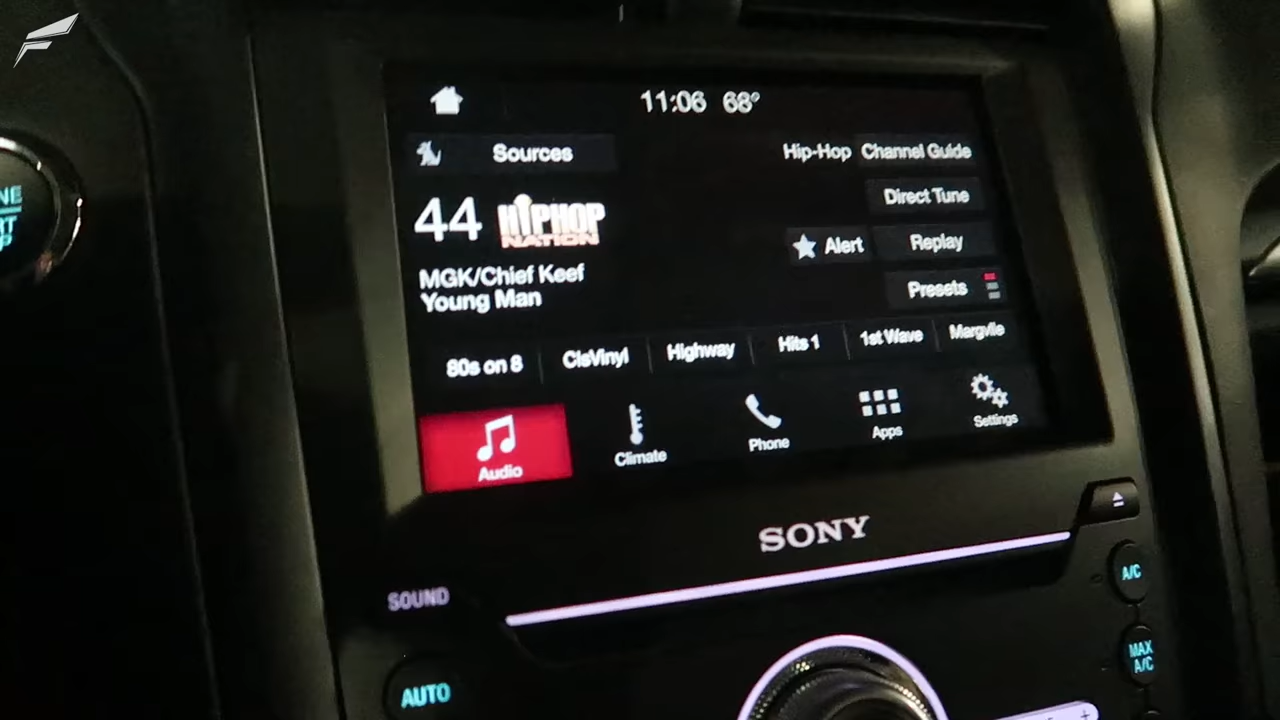 11:06 68°
Sources
Hip-Hop Channel Guide
44 HIPHOP NATION
Direct Tune
Alert Replay
MGK/Chief Keef
Young Man
Presets
80s on 8 ClsVinyl Highway Hits 1 1st Wave Margvlle
Audio Climate Phone Apps Settings
SONY
SOUND
A/C
MAX A/C
AUTO